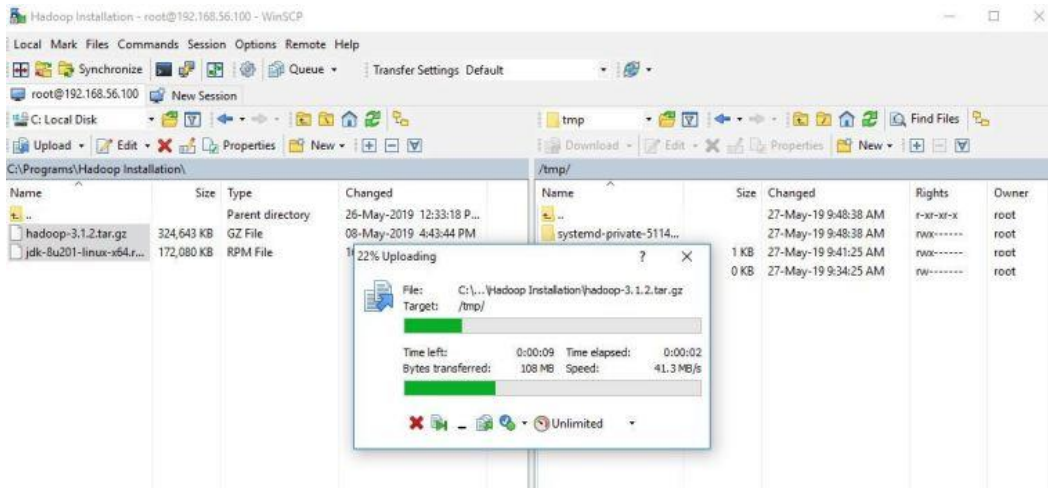 Hadoop Installation - root@192.168.56.100 - WinSCP
Local Mark Files Commands Session Options Remote Help
Synchronize Queue Transfer Settings Default
root@192.168.56.100 New Session
C: Local Disk tmp Find Files
Upload Edit Properties New Download Edit Properties New
C:\Programs\Hadoop Installation\ /tmp/
Name Size Type Changed Name Size Changed Rights Owner
.. Parent directory 26-May-2019 12:33:18 P... .. 27-May-19 9:48:38 AM r-xr-xr-x root
hadoop-3.1.2.tar.gz 324,643 KB GZ File 08-May-2019 4:43:44 PM systemd-private-5114... 27-May-19 9:48:38 AM rwx------ root
jdk-8u201-linux-x64.r... 172,080 KB RPM File 1 KB 27-May-19 9:41:25 AM rwx------ root
0 KB 27-May-19 9:34:25 AM rw------- root
22% Uploading ? X
File: C:\...\Hadoop Installation\hadoop-3.1.2.tar.gz
Target: /tmp/
Time left: 0:00:09 Time elapsed: 0:00:02
Bytes transferred: 108 MB Speed: 41.3 MB/s
Unlimited